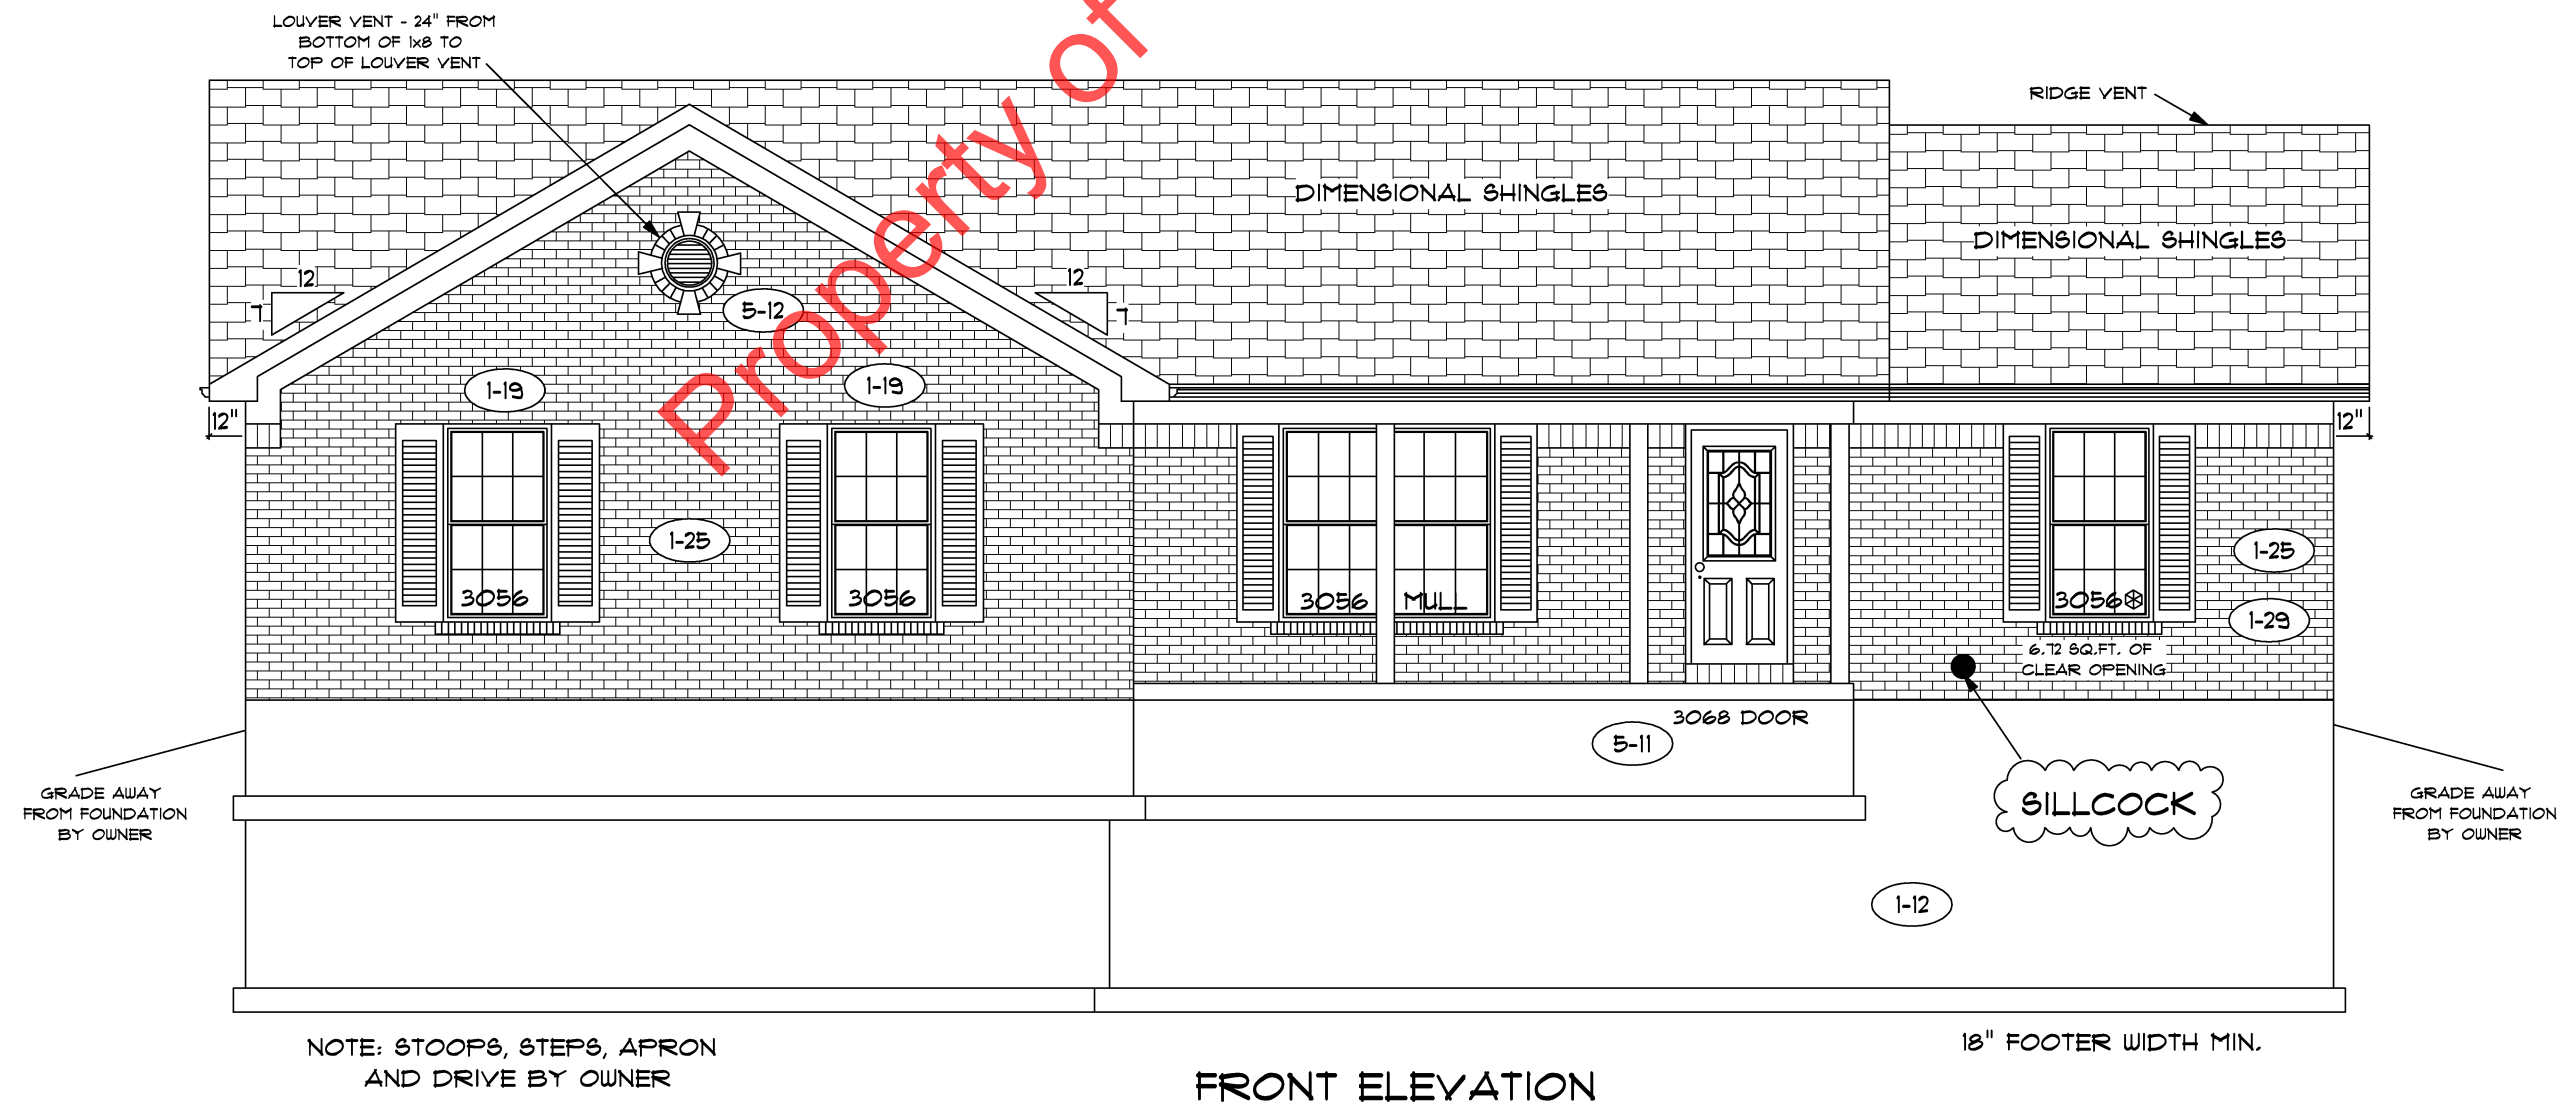 LOUVER VENT - 24" FROM
BOTTOM OF 1x8 TO
TOP OF LOUVER VENT
Property of
RIDGE VENT
DIMENSIONAL SHINGLES
DIMENSIONAL SHINGLES
12
7
12
7
5-12
1-19
1-19
12"
12"
1-25
1-25
3056
3056
3056
MULL
3056
1-29
6.72 SQ.FT. OF
CLEAR OPENING
3068 DOOR
5-11
GRADE AWAY
FROM FOUNDATION
BY OWNER
SILLCOCK
GRADE AWAY
FROM FOUNDATION
BY OWNER
1-12
NOTE: STOOPS, STEPS, APRON
AND DRIVE BY OWNER
18" FOOTER WIDTH MIN.
FRONT ELEVATION